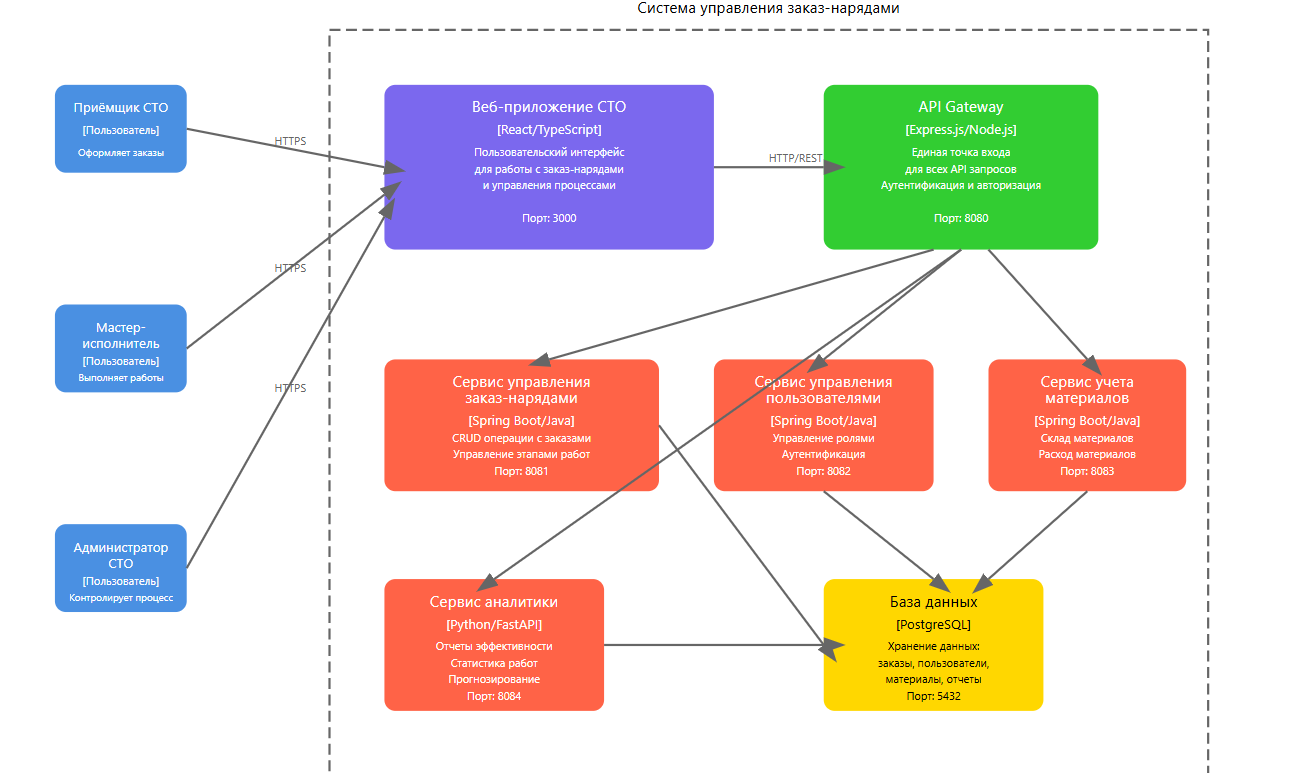 Система управления заказ-нарядами
Приёмщик СТО
[Пользователь]
Оформляет заказы
HTTPS
Веб-приложение СТО
[React/TypeScript]
Пользовательский интерфейс
для работы с заказ-нарядами
и управления процессами
Порт: 3000
HTTP/REST
API Gateway
[Express.js/Node.js]
Единая точка входа
для всех API запросов
Аутентификация и авторизация
Порт: 8080
Мастер-
исполнитель
[Пользователь]
Выполняет работы
HTTPS
Администратор
СТО
[Пользователь]
Контролирует процесс
HTTPS
Сервис управления
заказ-нарядами
[Spring Boot/Java]
CRUD операции с заказами
Управление этапами работ
Порт: 8081
Сервис управления
пользователями
[Spring Boot/Java]
Управление ролями
Аутентификация
Порт: 8082
Сервис учета
материалов
[Spring Boot/Java]
Склад материалов
Расход материалов
Порт: 8083
Сервис аналитики
[Python/FastAPI]
Отчеты эффективности
Статистика работ
Прогнозирование
Порт: 8084
База данных
[PostgreSQL]
Хранение данных:
заказы, пользователи,
материалы, отчеты
Порт: 5432